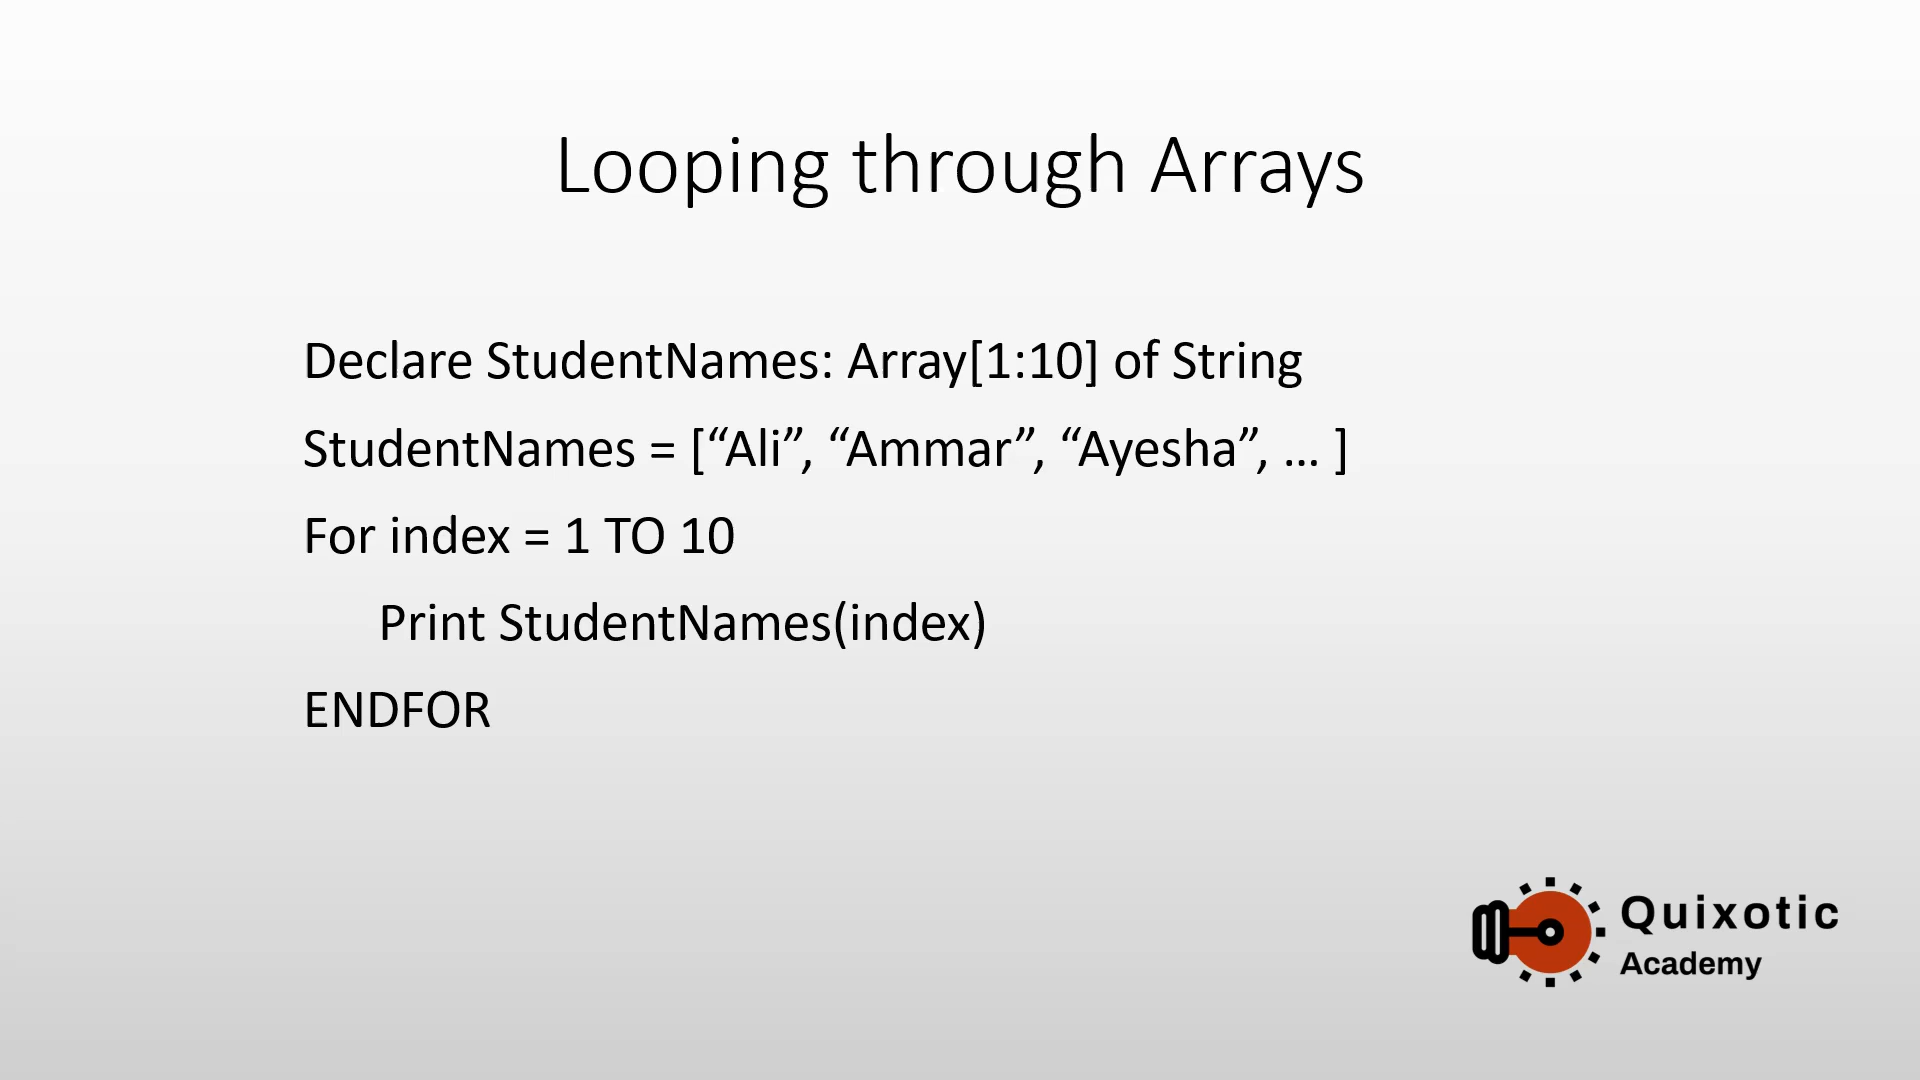 Looping through Arrays
Declare StudentNames: Array[1:10] of String
StudentNames = [“Ali”, “Ammar”, “Ayesha”, … ]
For index = 1 TO 10
Print StudentNames(index)
ENDFOR
Quixotic
Academy